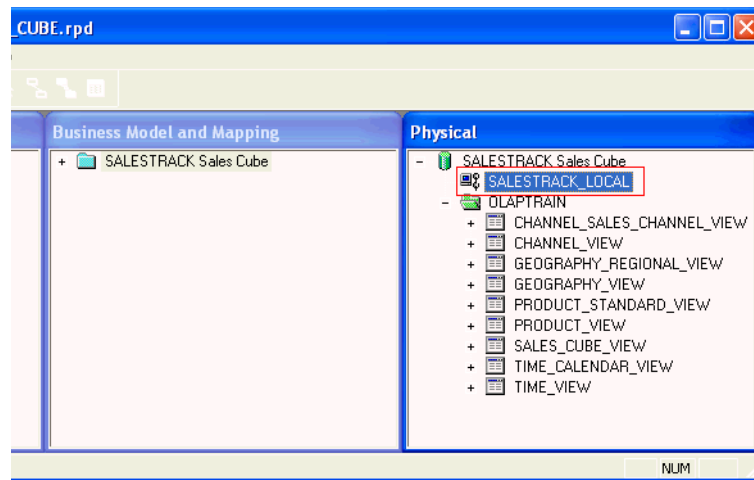 _CUBE.rpd
Business Model and Mapping
SALESTRACK Sales Cube
Physical
SALESTRACK Sales Cube
SALESTRACK_LOCAL
OLAPTRAIN
CHANNEL_SALES_CHANNEL_VIEW
CHANNEL_VIEW
GEOGRAPHY_REGIONAL_VIEW
GEOGRAPHY_VIEW
PRODUCT_STANDARD_VIEW
PRODUCT_VIEW
SALES_CUBE_VIEW
TIME_CALENDAR_VIEW
TIME_VIEW
NUM